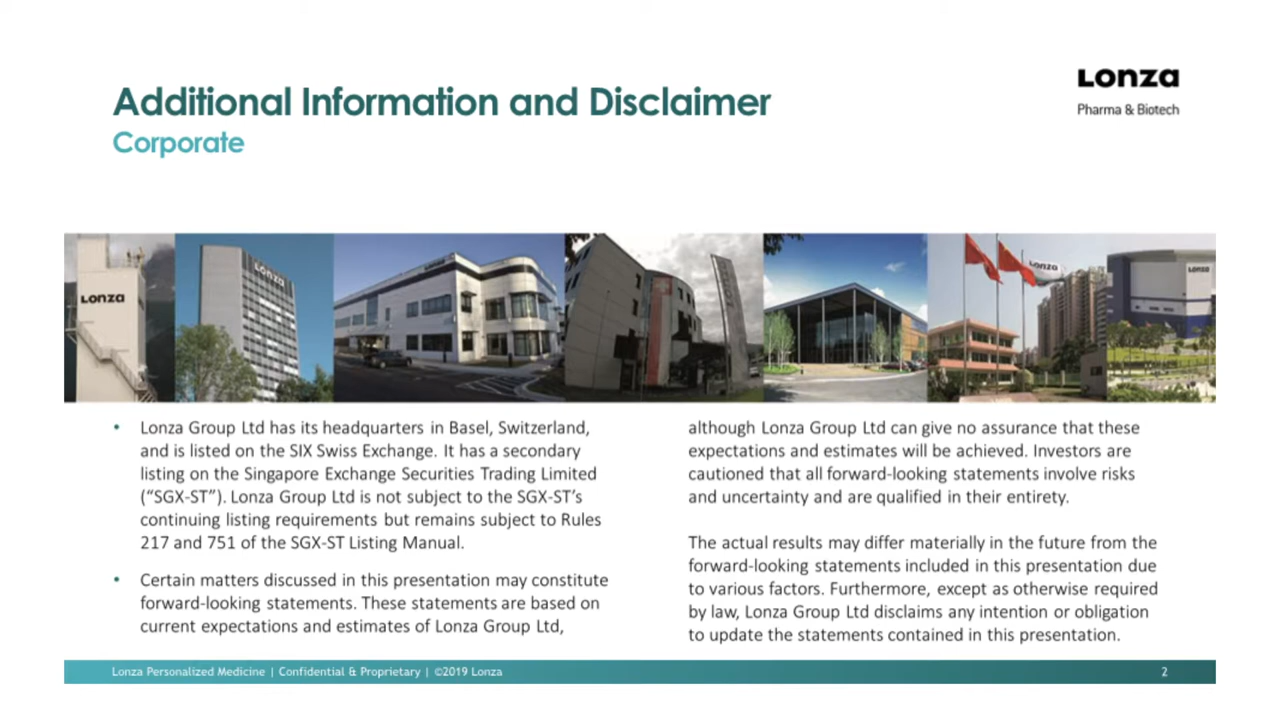 Additional Information and Disclaimer
Corporate
Lonza
Pharma & Biotech
Lonza
Lonza
Lonza
Lonza
• Lonza Group Ltd has its headquarters in Basel, Switzerland,
and is listed on the SIX Swiss Exchange. It has a secondary
listing on the Singapore Exchange Securities Trading Limited
(“SGX-ST”). Lonza Group Ltd is not subject to the SGX-ST’s
continuing listing requirements but remains subject to Rules
217 and 751 of the SGX-ST Listing Manual.
• Certain matters discussed in this presentation may constitute
forward-looking statements. These statements are based on
current expectations and estimates of Lonza Group Ltd,
although Lonza Group Ltd can give no assurance that these
expectations and estimates will be achieved. Investors are
cautioned that all forward-looking statements involve risks
and uncertainty and are qualified in their entirety.
The actual results may differ materially in the future from the
forward-looking statements included in this presentation due
to various factors. Furthermore, except as otherwise required
by law, Lonza Group Ltd disclaims any intention or obligation
to update the statements contained in this presentation.
Lonza Personalized Medicine | Confidential & Proprietary | ©2019 Lonza
2